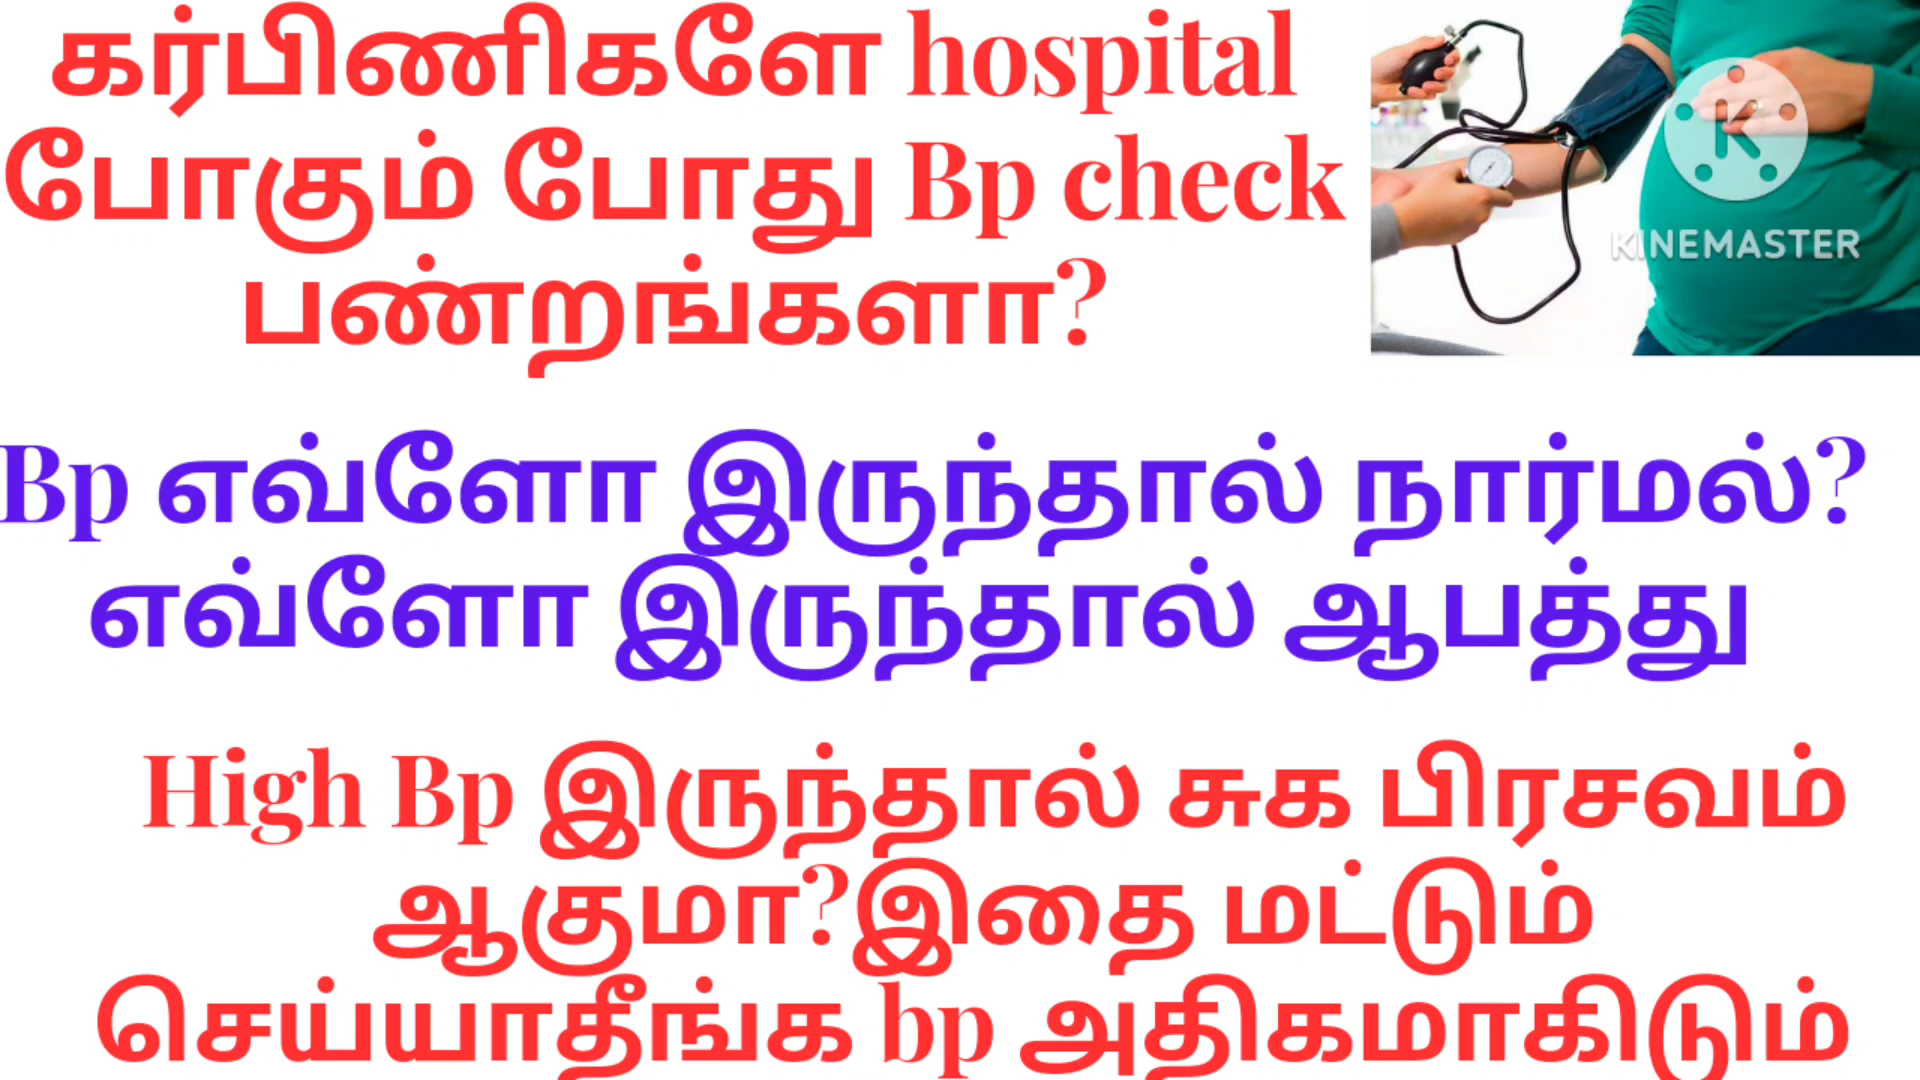 கர்பிணிகளே hospital
போகும் போது Bp check
பண்றங்களா?
KINEMASTER
Bp எவ்ளோ இருந்தால் நார்மல்?
எவ்ளோ இருந்தால் ஆபத்து
High Bp இருந்தால் சுக பிரசவம்
ஆகுமா?இதை மட்டும்
செய்யாதீங்க bp அதிகமாகிடும்